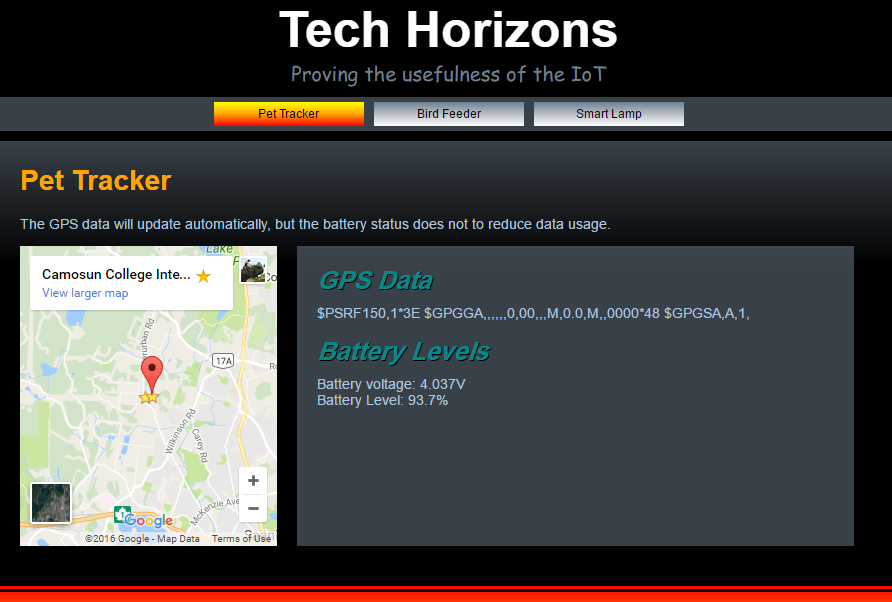 Tech Horizons
Proving the usefulness of the IoT
Pet Tracker
Bird Feeder
Smart Lamp
Pet Tracker
The GPS data will update automatically, but the battery status does not to reduce data usage.
Lake
Camosun College Inte...
View larger map
17A
Wilkinson Rd
Carey Rd
McKenzie Ave
1
Google
©2016 Google - Map Data
Terms of Use
GPS Data
$PSRF150,1*3E $GPGGA,,,,,,0,00,,,M,0.0,M,,0000*48 $GPGSA,A,1,
Battery Levels
Battery voltage: 4.037V
Battery Level: 93.7%